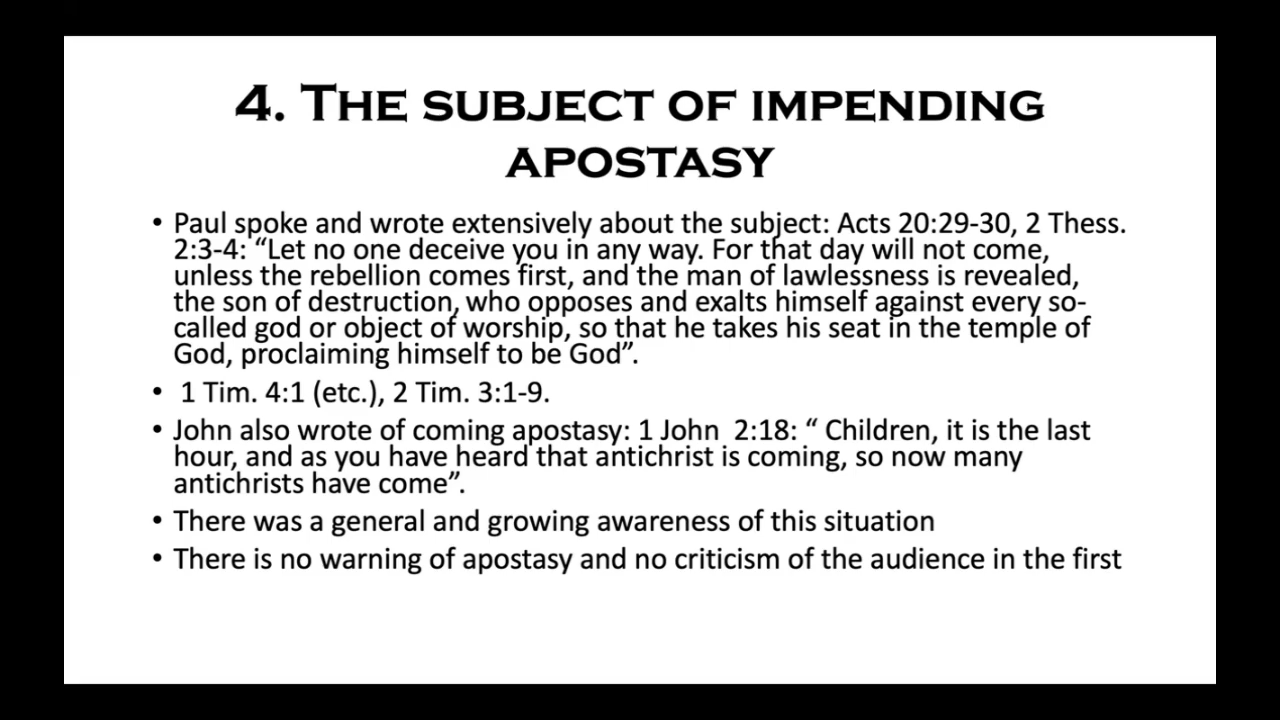 4. The subject of impending
apostasy
• Paul spoke and wrote extensively about the subject: Acts 20:29-30, 2 Thess.
2:3-4: “Let no one deceive you in any way. For that day will not come,
unless the rebellion comes first, and the man of lawlessness is revealed,
the son of destruction, who opposes and exalts himself against every so-
called god or object of worship, so that he takes his seat in the temple of
God, proclaiming himself to be God”.
• 1 Tim. 4:1 (etc.), 2 Tim. 3:1-9.
• John also wrote of coming apostasy: 1 John 2:18: “ Children, it is the last
hour, and as you have heard that antichrist is coming, so now many
antichrists have come”.
• There was a general and growing awareness of this situation
• There is no warning of apostasy and no criticism of the audience in the first